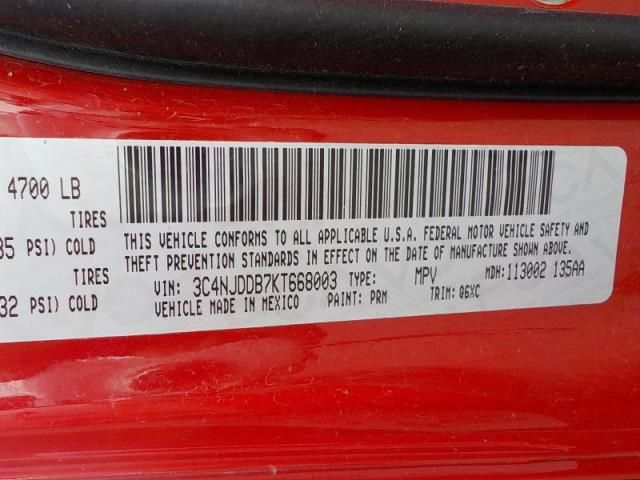 4700 LB
TIRES
THIS VEHICLE CONFORMS TO ALL APPLICABLE U.S.A. FEDERAL MOTOR VEHICLE SAFETY AND
35 PSI) COLD
THEFT PREVENTION STANDARDS IN EFFECT ON THE DATE OF MANUFACTURE SHOWN ABOVE.
TIRES
VIN: 3C4NJDDB7KT668003 TYPE: MPV MDH:113002 135AA
32 PSI) COLD
VEHICLE MADE IN MEXICO PAINT: PRM TRIM: Q6XC